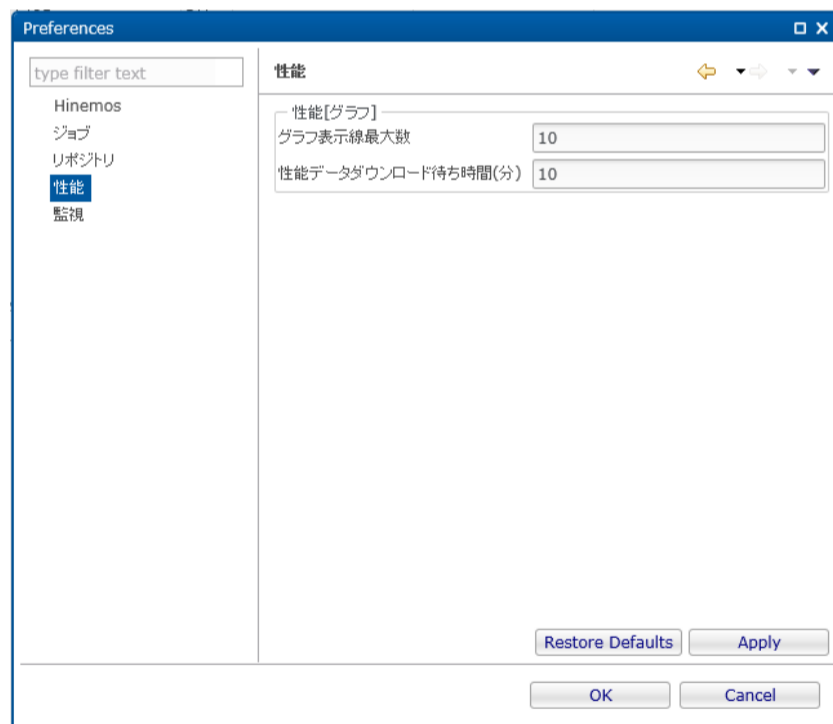 Preferences
type filter text
Hinemos
ジョブ
リポジトリ
性能
監視
性能
性能[グラフ]
グラフ表示線最大数 10
性能データダウンロード待ち時間(分) 10
Restore Defaults Apply
OK Cancel